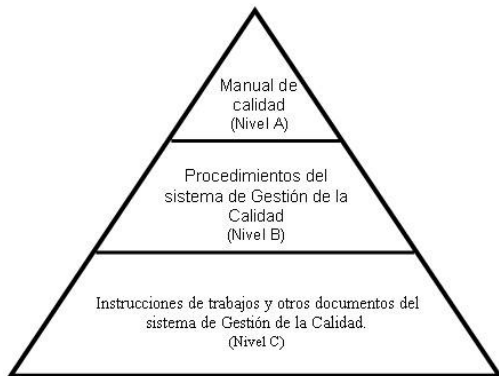 Manual de
calidad
(Nivel A)
Procedimientos del
sistema de Gestión de la
Calidad
(Nivel B)
Instrucciones de trabajos y otros documentos del
sistema de Gestión de la Calidad.
(Nivel C)